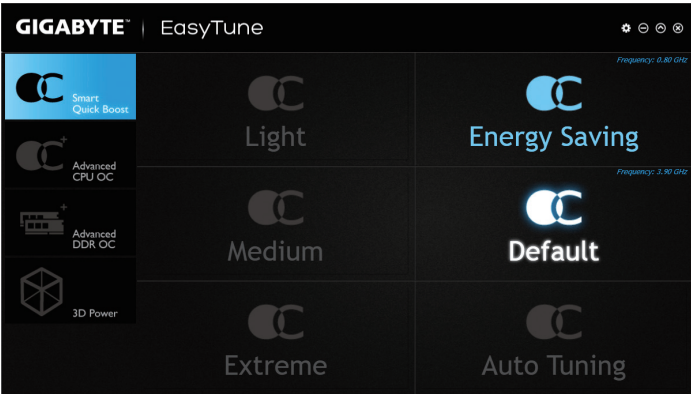 GIGABYTE™ | EasyTune
Smart
Quick Boost
Advanced
CPU OC
Advanced
DDR OC
3D Power
Light
Frequency: 0.80 GHz
Energy Saving
Medium
Frequency: 3.90 GHz
Default
Extreme
Auto Tuning